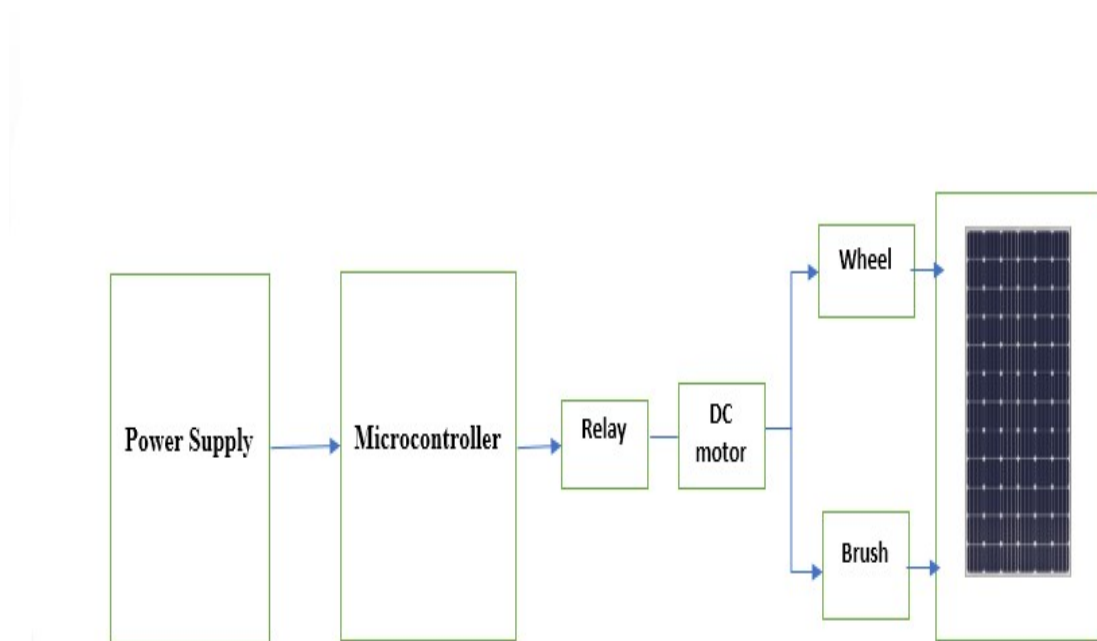 Power Supply
Microcontroller
Relay
DC
motor
Wheel
Brush